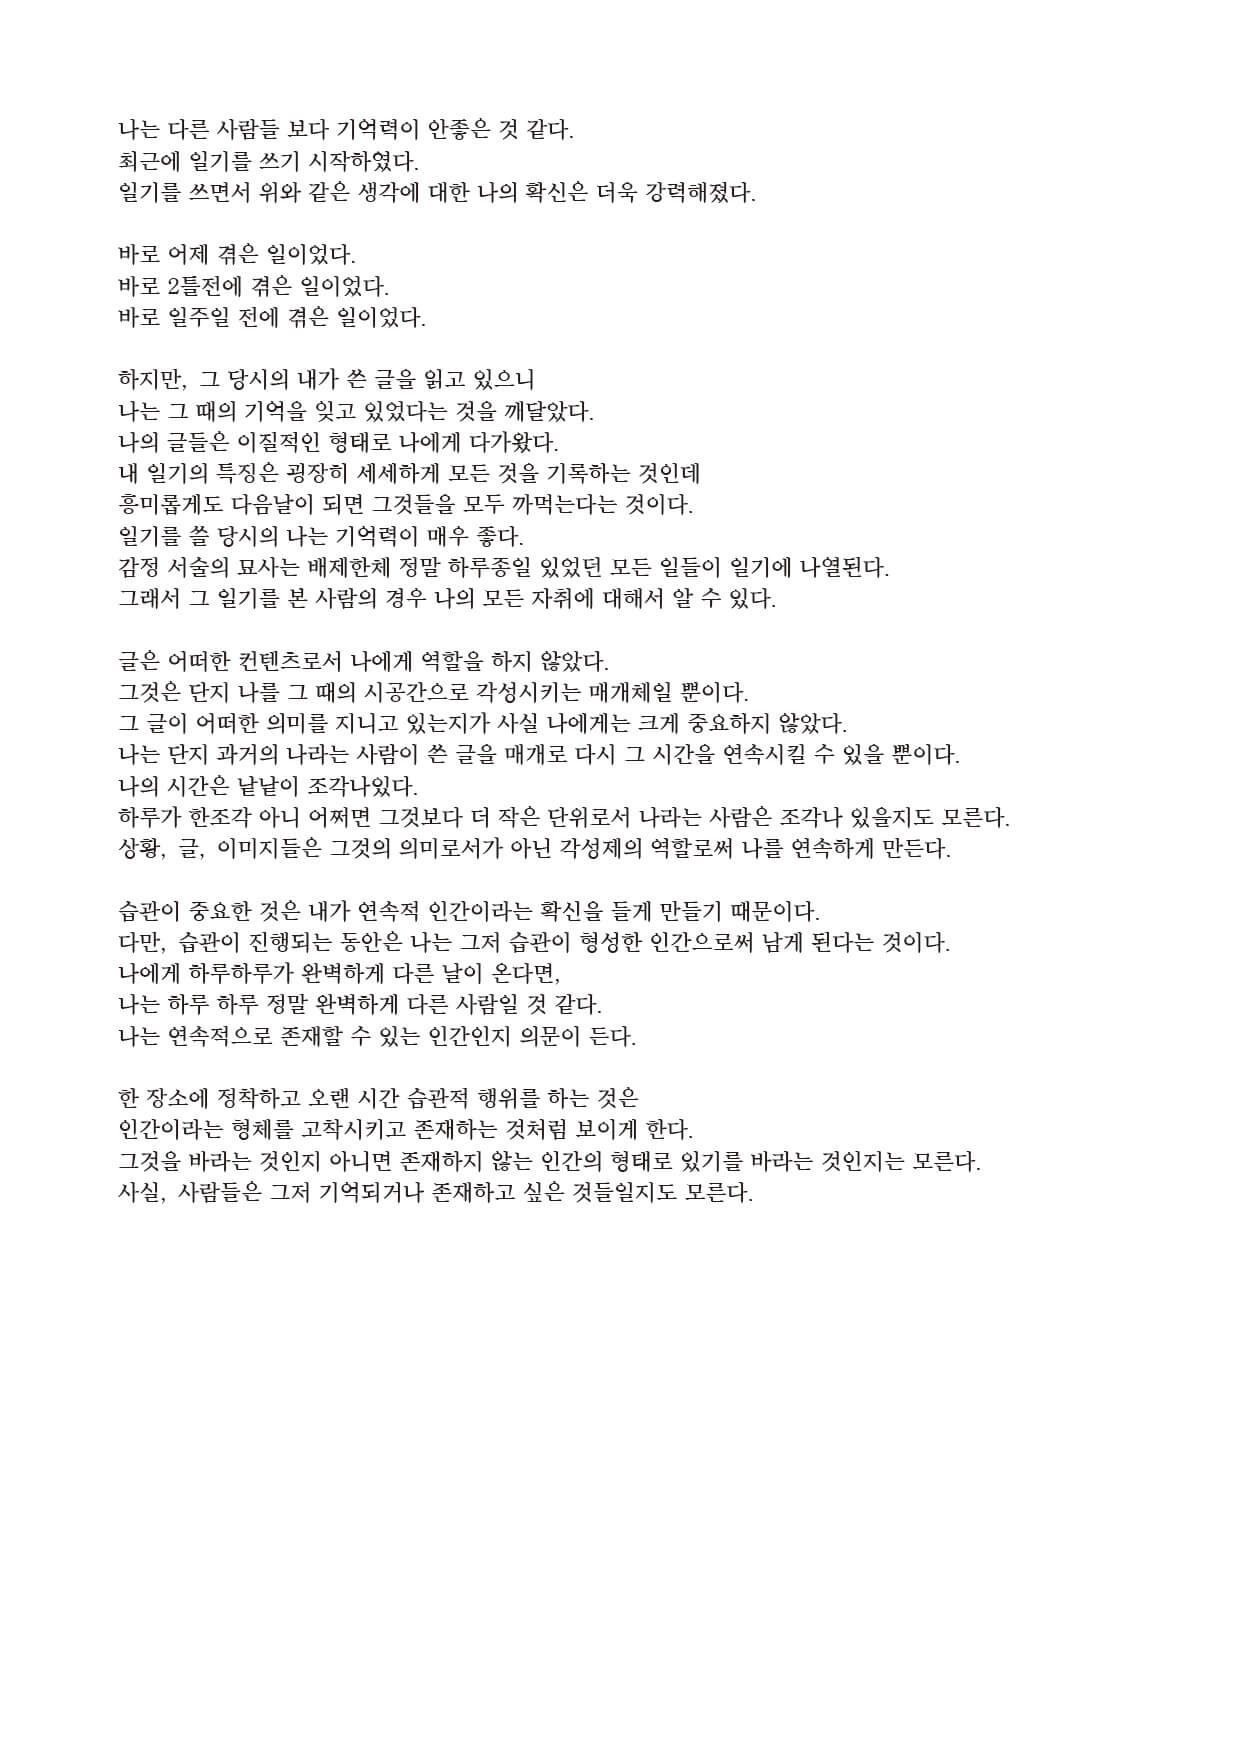 나는 다른 사람들 보다 기억력이 안좋은 것 같다.
최근에 일기를 쓰기 시작하였다.
일기를 쓰면서 위와 같은 생각에 대한 나의 확신은 더욱 강력해졌다.
바로 어제 겪은 일이었다.
바로 2틀전에 겪은 일이었다.
바로 일주일 전에 겪은 일이었다.
하지만, 그 당시의 내가 쓴 글을 읽고 있으니
나는 그 때의 기억을 잊고 있었다는 것을 깨달았다.
나의 글들은 이질적인 형태로 나에게 다가왔다.
내 일기의 특징은 굉장히 세세하게 모든 것을 기록하는 것인데
흥미롭게도 다음날이 되면 그것들을 모두 까먹는다는 것이다.
일기를 쓸 당시의 나는 기억력이 매우 좋다.
감정 서술의 묘사는 배제한체 정말 하루종일 있었던 모든 일들이 일기에 나열된다.
그래서 그 일기를 본 사람의 경우 나의 모든 자취에 대해서 알 수 있다.
글은 어떠한 컨텐츠로서 나에게 역할을 하지 않았다.
그것은 단지 나를 그 때의 시공간으로 각성시키는 매개체일 뿐이다.
그 글이 어떠한 의미를 지니고 있는지가 사실 나에게는 크게 중요하지 않았다.
나는 단지 과거의 나라는 사람이 쓴 글을 매개로 다시 그 시간을 연속시킬 수 있을 뿐이다.
나의 시간은 낱낱이 조각나있다.
하루가 한조각 아니 어쩌면 그것보다 더 작은 단위로서 나라는 사람은 조각나 있을지도 모른다.
상황, 글, 이미지들은 그것의 의미로서가 아닌 각성제의 역할로써 나를 연속하게 만든다.
습관이 중요한 것은 내가 연속적 인간이라는 확신을 들게 만들기 때문이다.
다만, 습관이 진행되는 동안은 나는 그저 습관이 형성한 인간으로써 남게 된다는 것이다.
나에게 하루하루가 완벽하게 다른 날이 온다면,
나는 하루 하루 정말 완벽하게 다른 사람일 것 같다.
나는 연속적으로 존재할 수 있는 인간인지 의문이 든다.
한 장소에 정착하고 오랜 시간 습관적 행위를 하는 것은
인간이라는 형체를 고착시키고 존재하는 것처럼 보이게 한다.
그것을 바라는 것인지 아니면 존재하지 않는 인간의 형태로 있기를 바라는 것인지는 모른다.
사실, 사람들은 그저 기억되거나 존재하고 싶은 것들일지도 모른다.